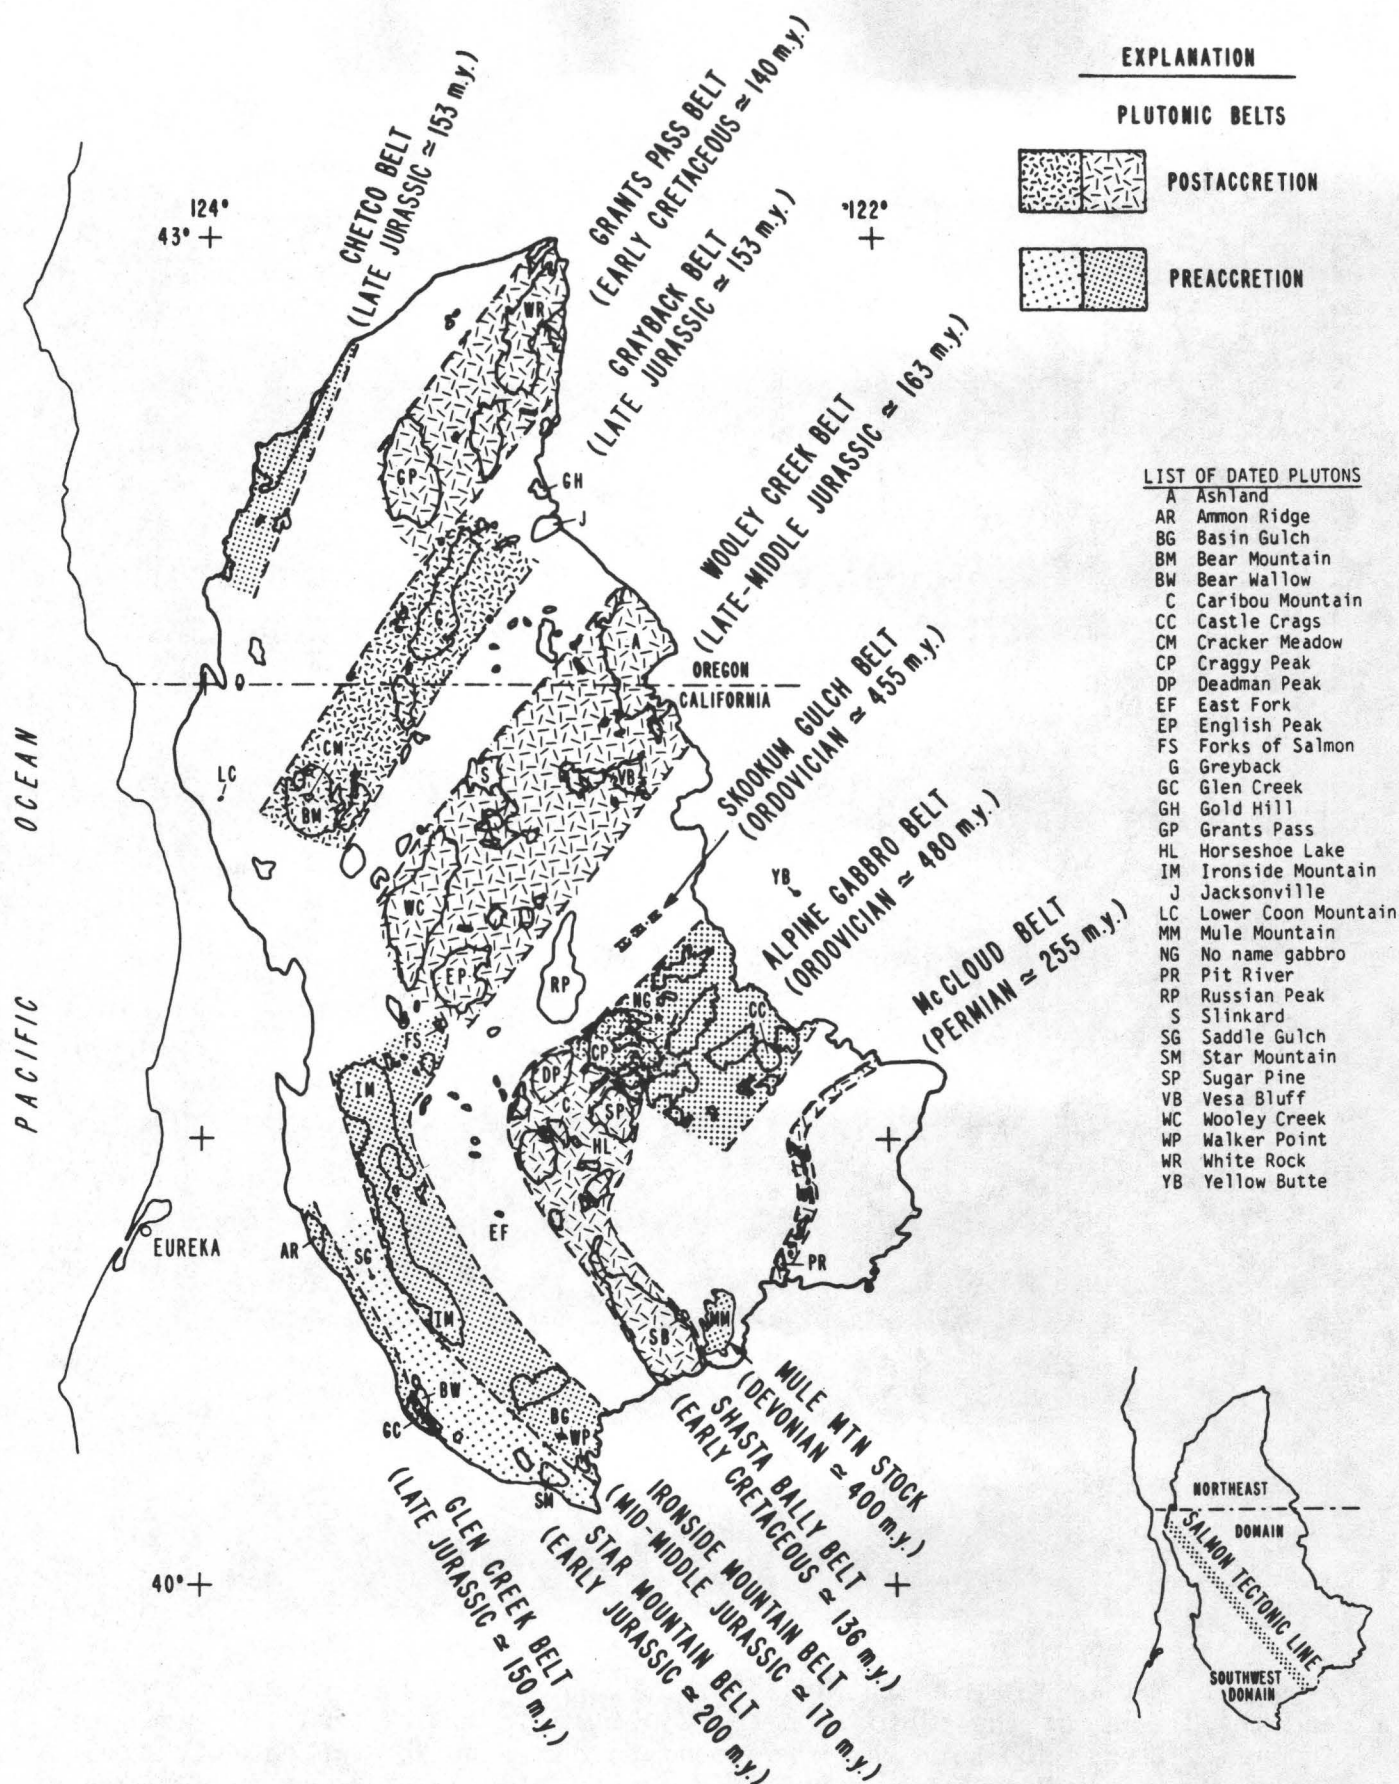 EXPLANATION
PLUTONIC BELTS
POSTACCRETION
PREACCRETION
CHETCO BELT
(LATE JURASSIC ≃ 153 m.y.)
GRANTS PASS BELT
(EARLY CRETACEOUS ≃ 140 m.y.)
GRAYBACK BELT
(LATE JURASSIC ≃ 153 m.y.)
WOOLEY CREEK BELT
(LATE-MIDDLE JURASSIC ≃ 163 m.y.)
SKOOKUM GULCH BELT
(ORDOVICIAN ≃ 455 m.y.)
ALPINE GABBRO BELT
(ORDOVICIAN ≃ 480 m.y.)
McCLOUD BELT
(PERMIAN ≃ 255 m.y.)
124°
43°
122°
WR
GP
GH
J
G
A
OREGON
CALIFORNIA
CM
LC
BM
S
VB
WC
EP
RP
YB
NG
CC
FS
CP
DP
C
SP
IM
HL
EF
AR
SG
PR
IM
SB
MM
BW
GC
BG
WP
SM
40°
PACIFIC OCEAN
EUREKA
MULE MTN STOCK
(DEVONIAN ≃ 400 m.y.)
SHASTA BALLY BELT
(EARLY CRETACEOUS ≃ 136 m.y.)
IRONSIDE MOUNTAIN BELT
(MID-MIDDLE JURASSIC ≃ 170 m.y.)
STAR MOUNTAIN BELT
(EARLY JURASSIC ≃ 200 m.y.)
GLEN CREEK BELT
(LATE JURASSIC ≃ 150 m.y.)
LIST OF DATED PLUTONS
A Ashland
AR Ammon Ridge
BG Basin Gulch
BM Bear Mountain
BW Bear Wallow
C Caribou Mountain
CC Castle Crags
CM Cracker Meadow
CP Craggy Peak
DP Deadman Peak
EF East Fork
EP English Peak
FS Forks of Salmon
G Greyback
GC Glen Creek
GH Gold Hill
GP Grants Pass
HL Horseshoe Lake
IM Ironside Mountain
J Jacksonville
LC Lower Coon Mountain
MM Mule Mountain
NG No name gabbro
PR Pit River
RP Russian Peak
S Slinkard
SG Saddle Gulch
SM Star Mountain
SP Sugar Pine
VB Vesa Bluff
WC Wooley Creek
WP Walker Point
WR White Rock
YB Yellow Butte
NORTHEAST
DOMAIN
SALMON TECTONIC LINE
SOUTHWEST
DOMAIN